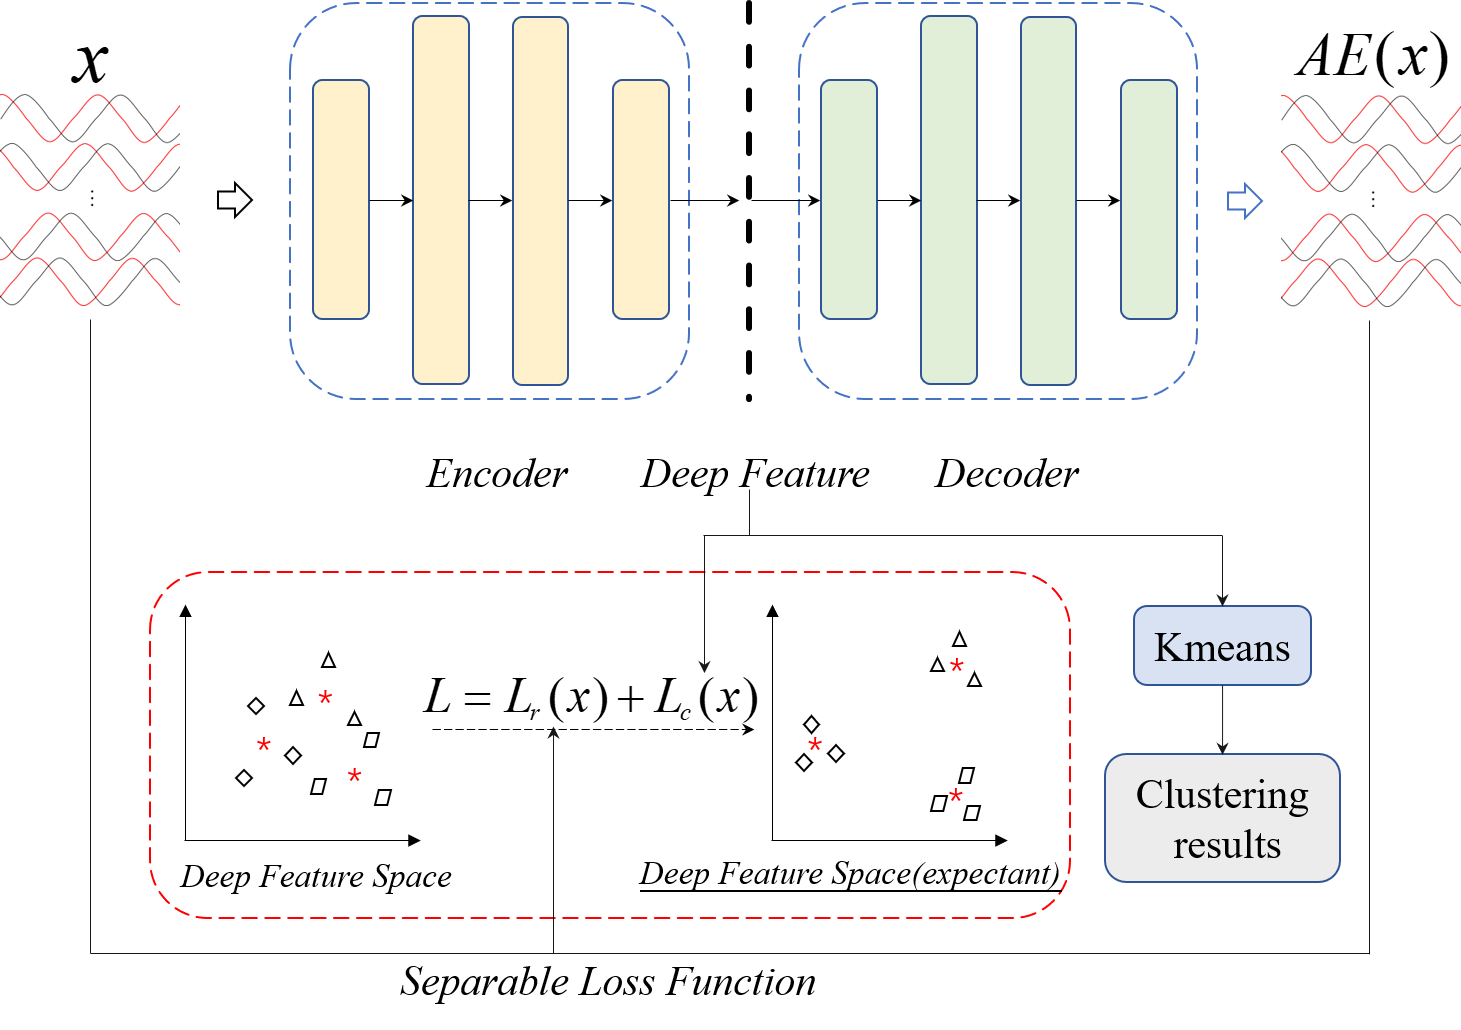 x
AE(x)
⋮
⋮
Encoder
Deep Feature
Decoder
L = Lᵣ(x) + L_c(x)
Kmeans
Clustering
results
Deep Feature Space
Deep Feature Space(expectant)
Separable Loss Function